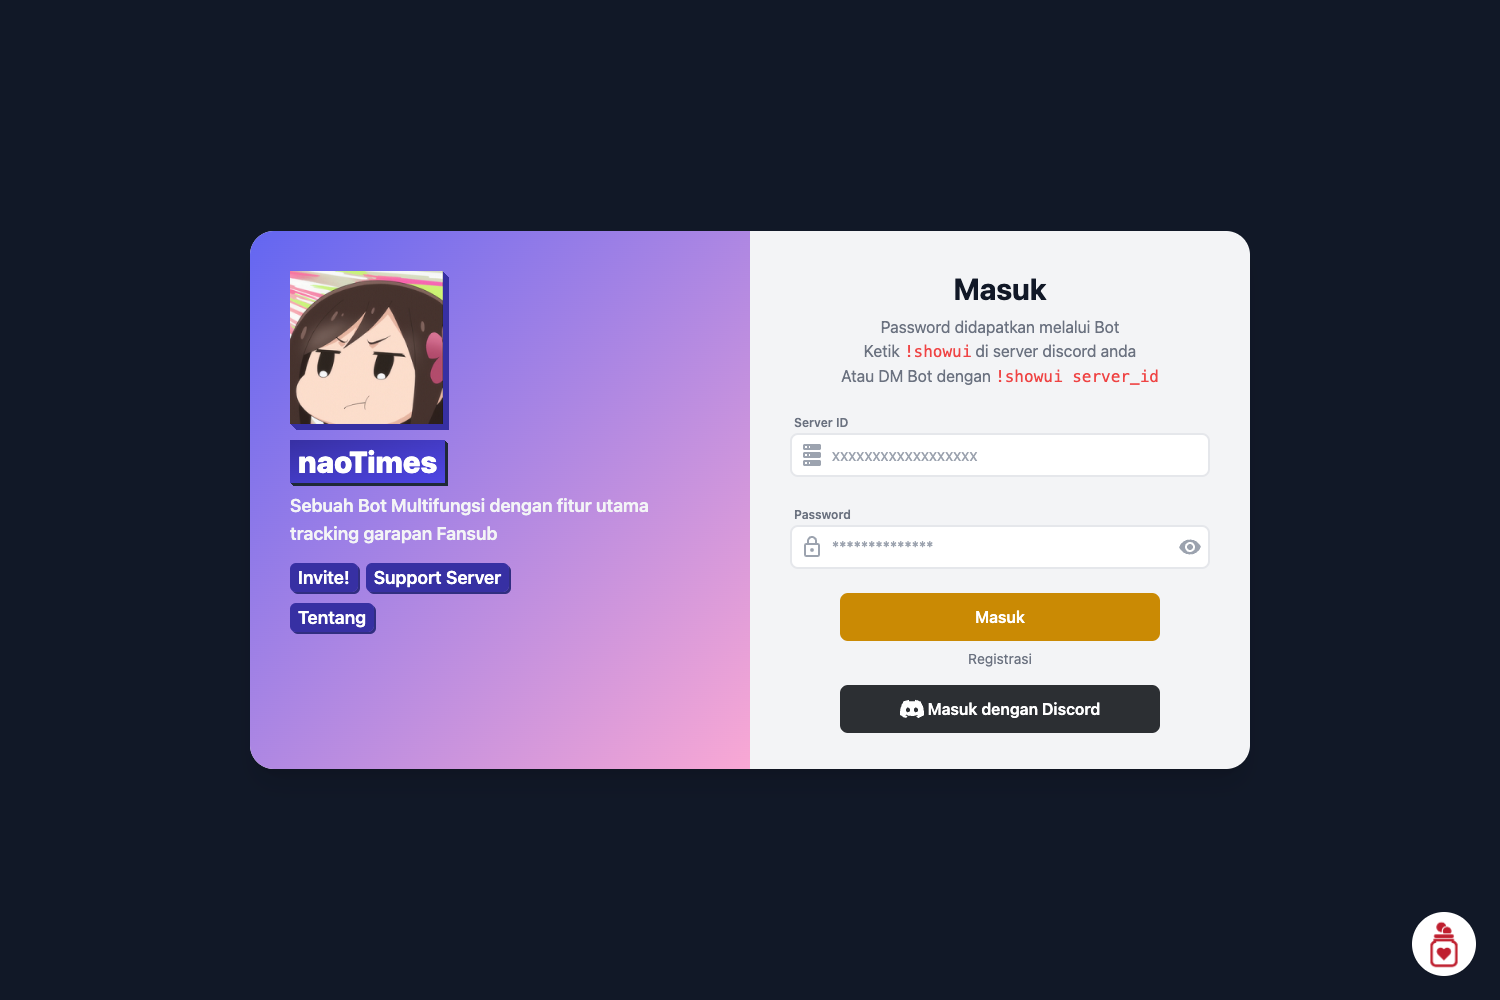 naoTimes
Sebuah Bot Multifungsi dengan fitur utama
tracking garapan Fansub
Invite! Support Server
Tentang
Masuk
Password didapatkan melalui Bot
Ketik !showui di server discord anda
Atau DM Bot dengan !showui server_id
Server ID
xxxxxxxxxxxxxxxxxx
Password
**************
Masuk
Registrasi
Masuk dengan Discord